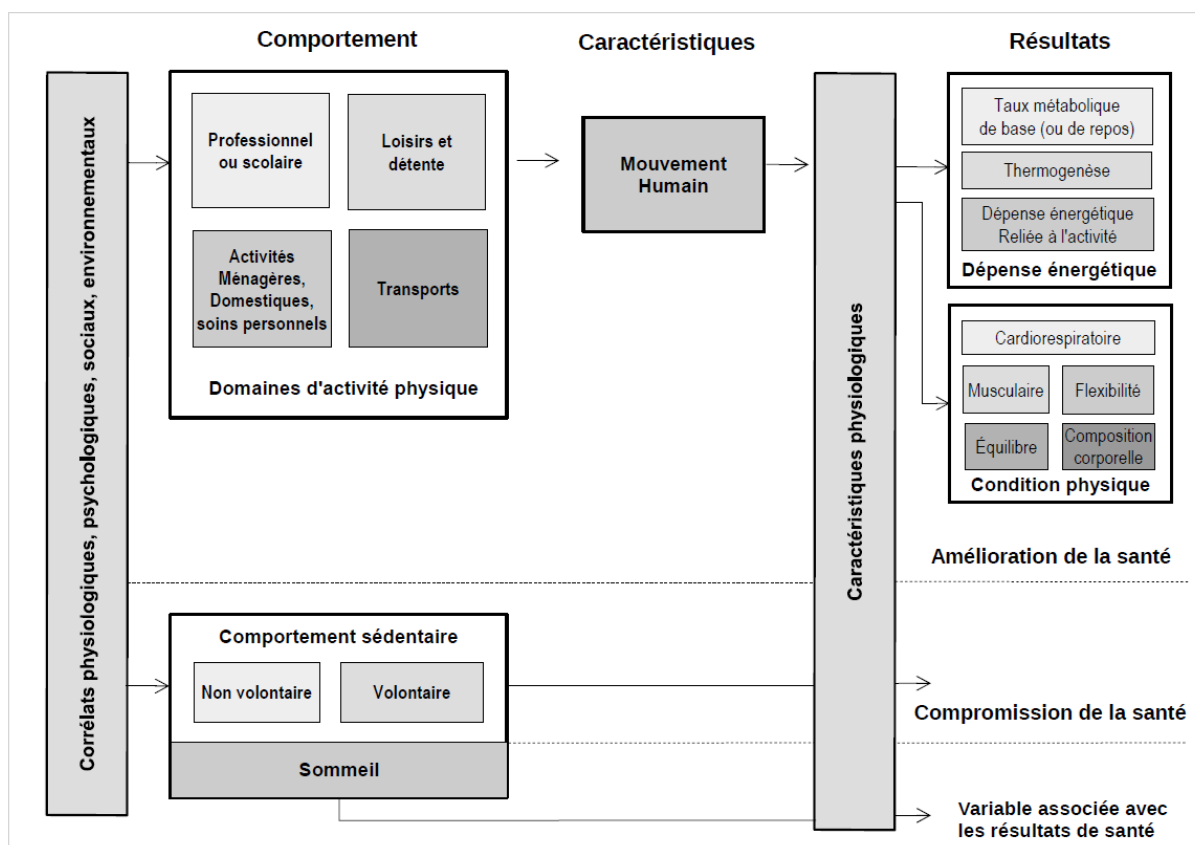 Comportement
Caractéristiques
Résultats
Corrélats physiologiques, psychologiques, sociaux, environnementaux
Professionnel
ou scolaire
Loisirs et
détente
Activités
Ménagères,
Domestiques,
soins personnels
Transports
Domaines d'activité physique
Mouvement
Humain
Caractéristiques physiologiques
Taux métabolique
de base (ou de repos)
Thermogenèse
Dépense énergétique
Reliée à l'activité
Dépense énergétique
Cardiorespiratoire
Musculaire
Flexibilité
Équilibre
Composition
corporelle
Condition physique
Amélioration de la santé
Comportement sédentaire
Non volontaire
Volontaire
Sommeil
Compromission de la santé
Variable associée avec
les résultats de santé